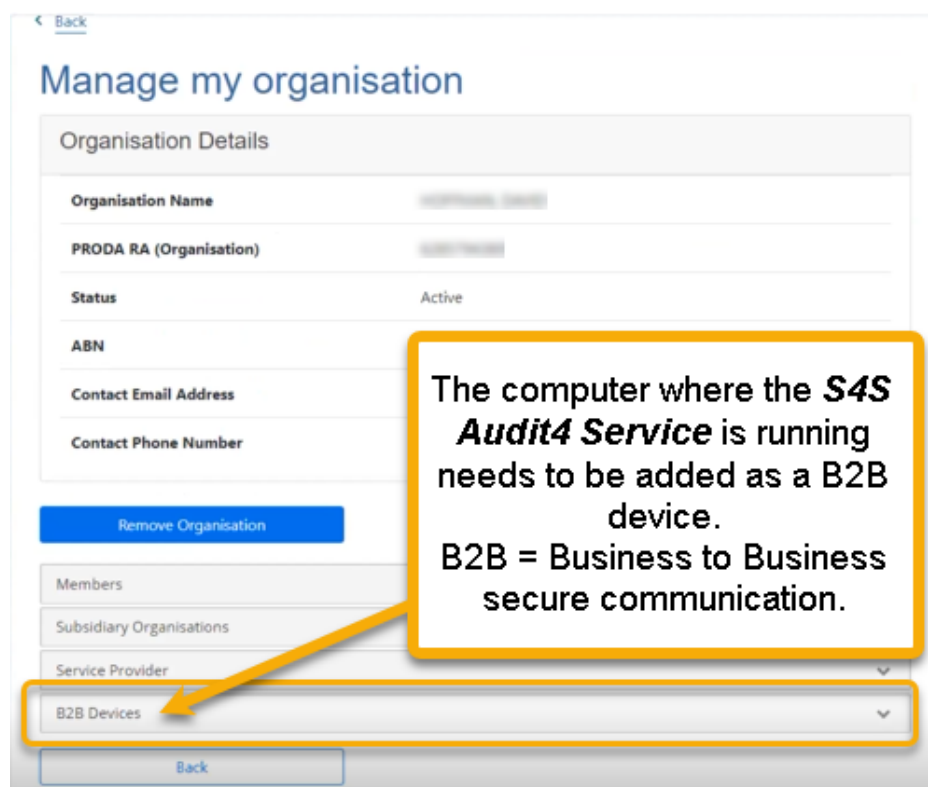 Back
Manage my organisation
Organisation Details
Organisation Name
PRODA RA (Organisation)
Status Active
ABN
Contact Email Address
Contact Phone Number
The computer where the S4S
Audit4 Service is running
needs to be added as a B2B
device.
B2B = Business to Business
secure communication.
Remove Organisation
Members
Subsidiary Organisations
Service Provider
B2B Devices
Back